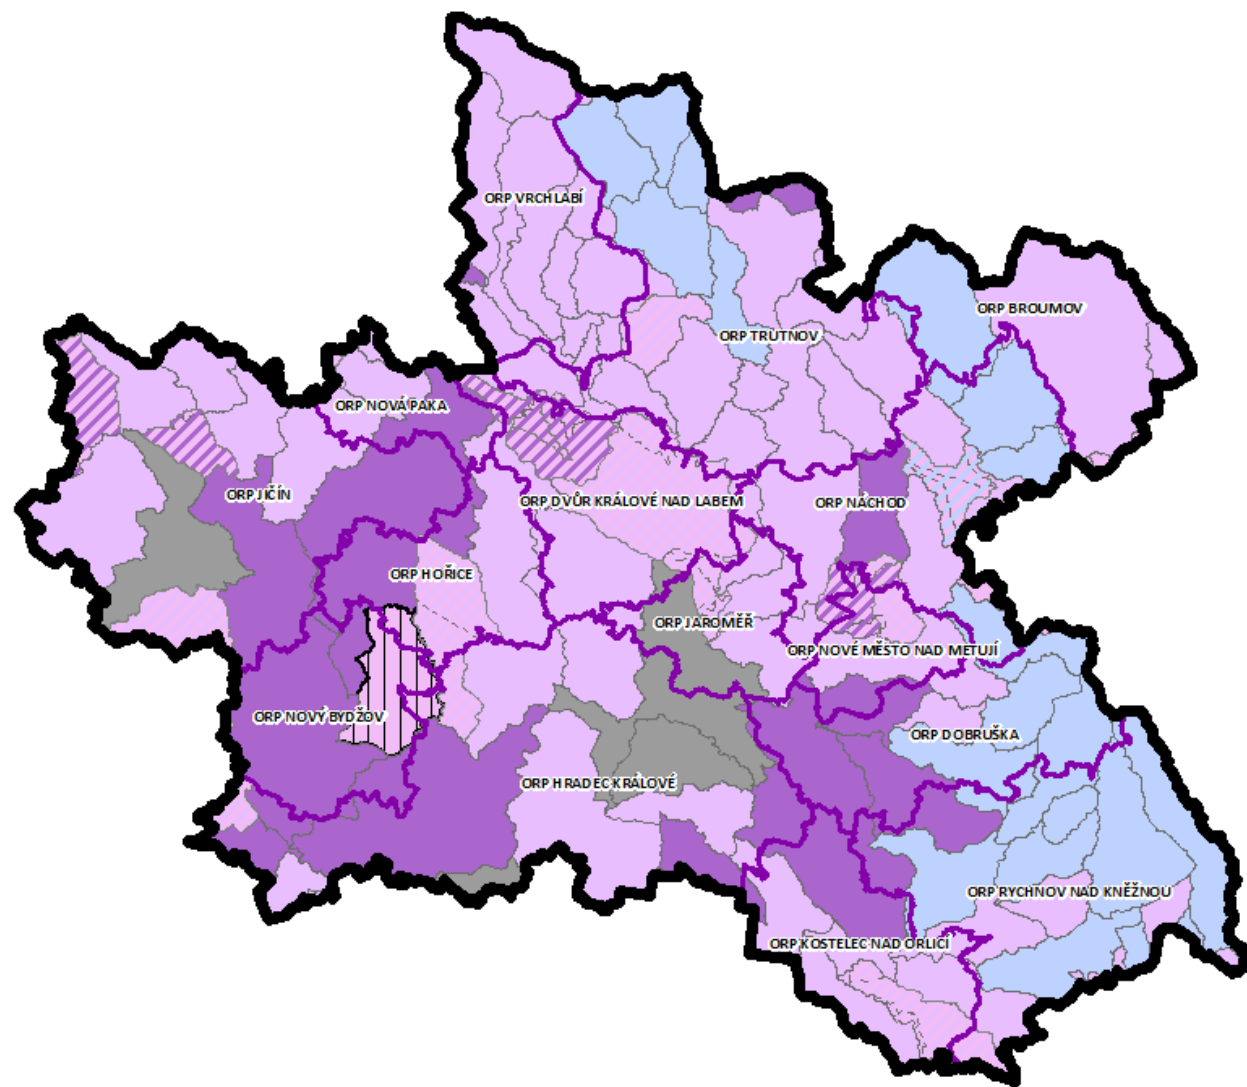 ORP VRCHLABÍ
ORP BROUMOV
ORP TRUTNOV
ORP NOVÁ PAKA
ORP JIČÍN
ORP DVŮR KRÁLOVÉ NAD LABEM
ORP NÁCHOD
ORP HOŘICE
ORP JAROMĚŘ
ORP NOVÉ MĚSTO NAD METUJÍ
ORP NOVÝ BYDŽOV
ORP DOBRUŠKA
ORP HRADEC KRÁLOVÉ
ORP RYCHNOV NAD KNĚŽNOU
ORP KOSTELEC NAD ORLICÍ